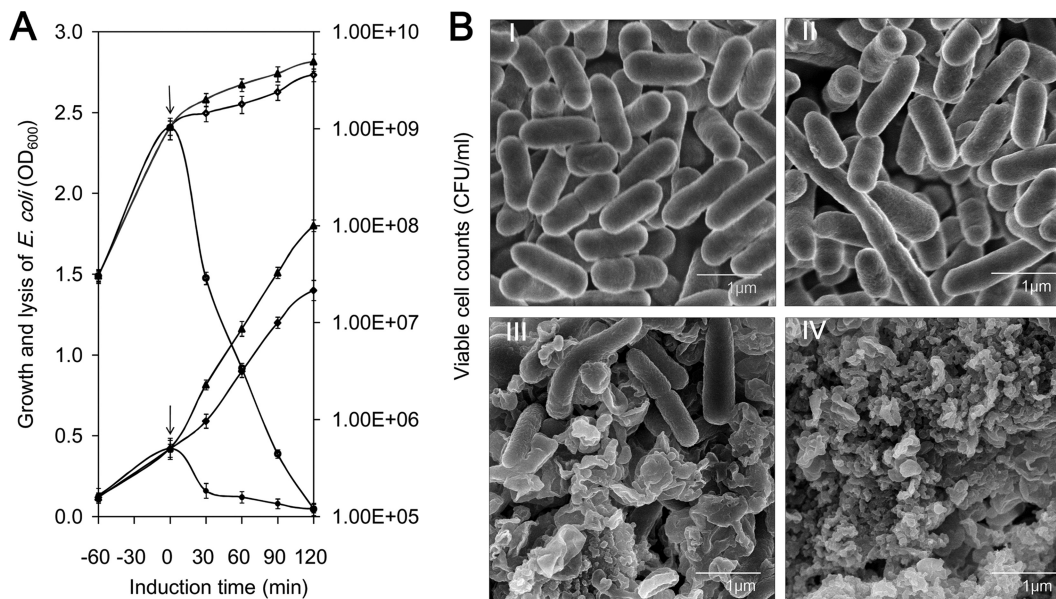 A
B
Growth and lysis of E. coli (OD600)
3.0
2.5
2.0
1.5
1.0
0.5
0.0
1.00E+10
1.00E+09
1.00E+08
1.00E+07
1.00E+06
1.00E+05
Viable cell counts (CFU/ml)
-60 -30 0 30 60 90 120
Induction time (min)
I
1μm
II
1μm
III
1μm
IV
1μm